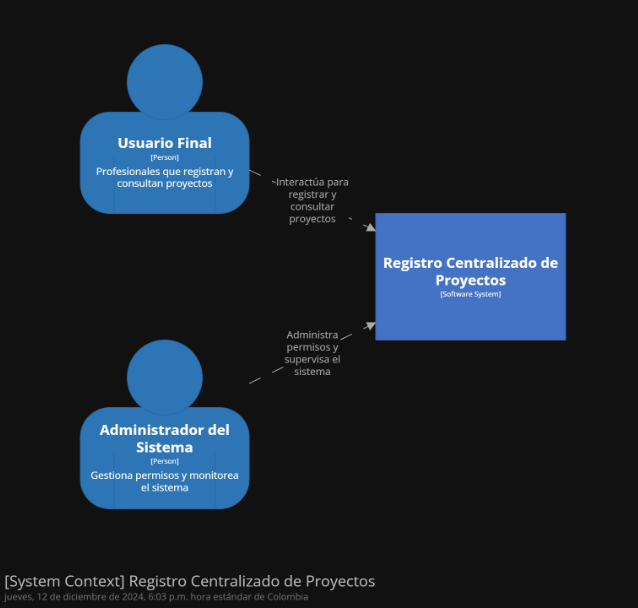 Usuario Final
[Person]
Profesionales que registran y
consultan proyectos
Interactúa para
registrar y
consultar
proyectos
Registro Centralizado de
Proyectos
[Software System]
Administra
permisos y
supervisa el
sistema
Administrador del
Sistema
[Person]
Gestiona permisos y monitorea
el sistema
[System Context] Registro Centralizado de Proyectos
jueves, 12 de diciembre de 2024, 6:03 p.m. hora estándar de Colombia